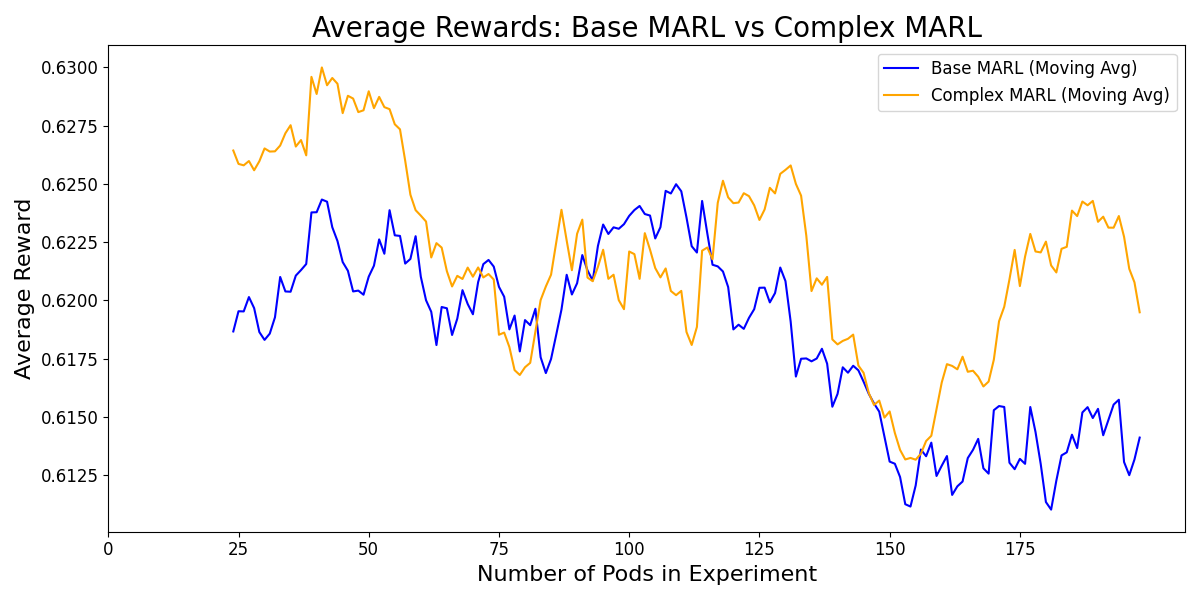 Average Rewards: Base MARL vs Complex MARL
Base MARL (Moving Avg)
Complex MARL (Moving Avg)
Average Reward
0.6300
0.6275
0.6250
0.6225
0.6200
0.6175
0.6150
0.6125
0 25 50 75 100 125 150 175
Number of Pods in Experiment